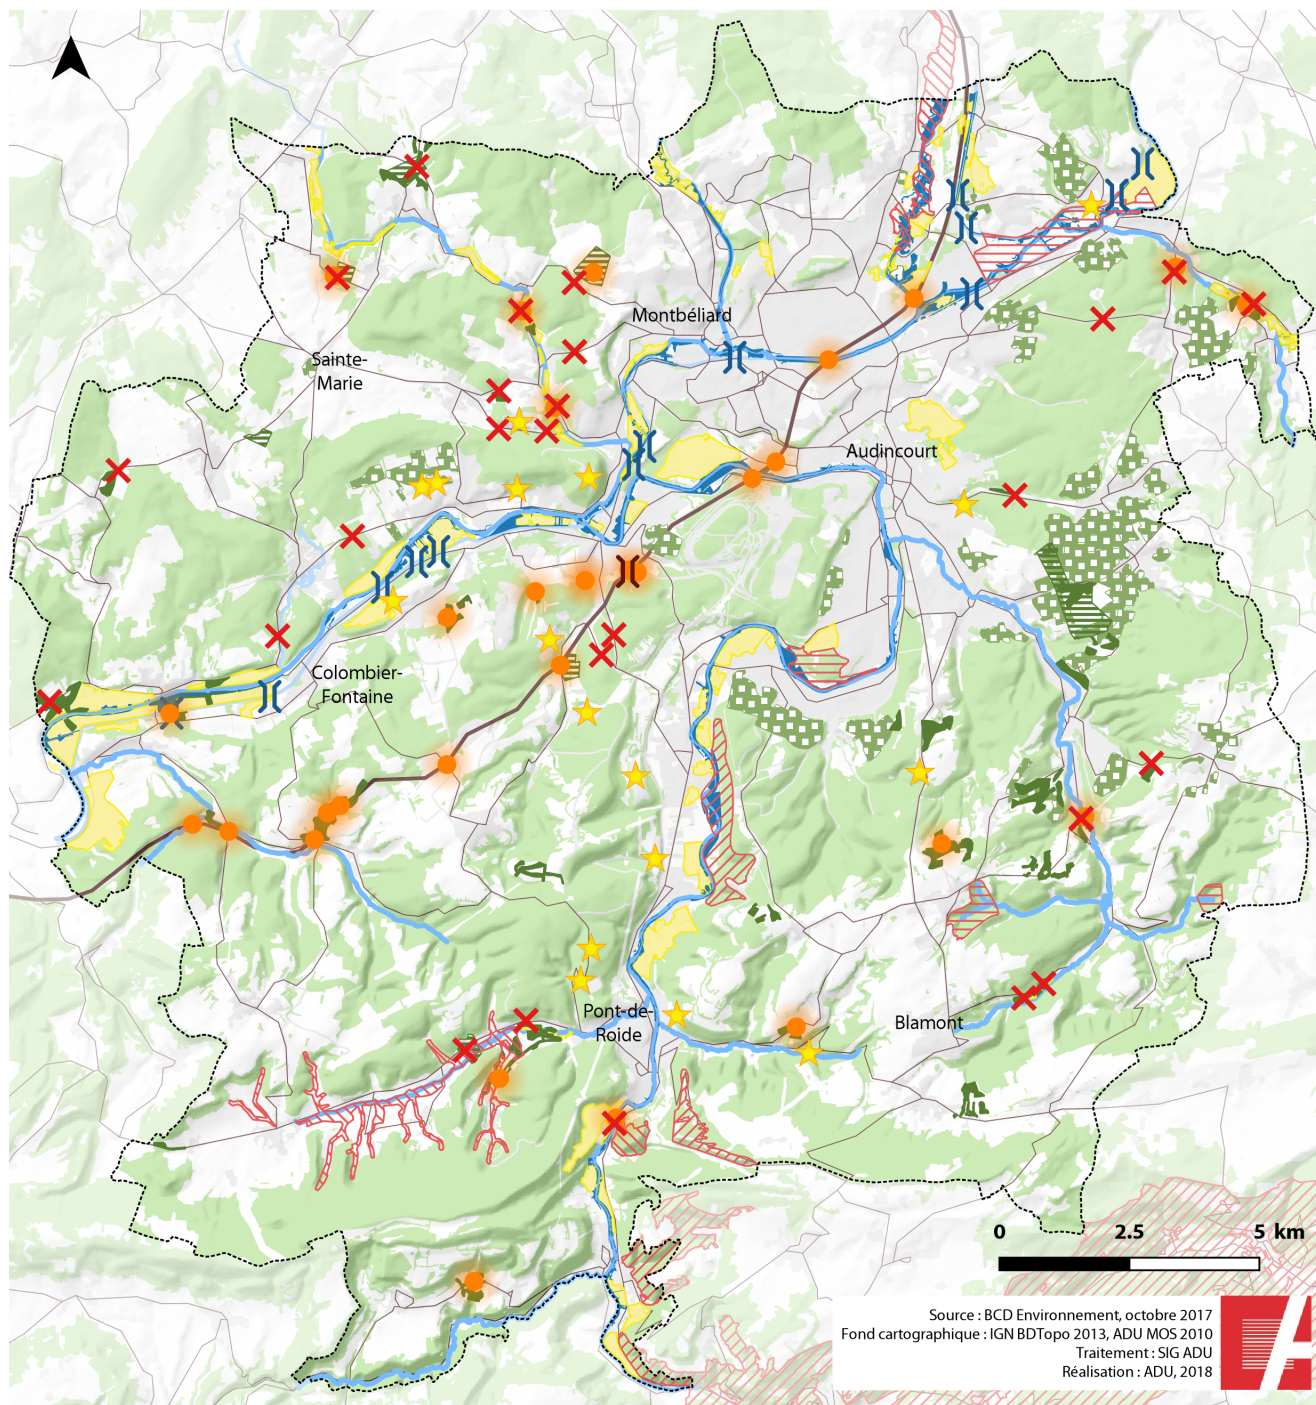 Montbéliard
Sainte-
Marie
Audincourt
Colombier-
Fontaine
Pont-de-
Roide
Blamont
0 2.5 5 km
Source : BCD Environnement, octobre 2017
Fond cartographique : IGN BDTopo 2013, ADU MOS 2010
Traitement : SIG ADU
Réalisation : ADU, 2018